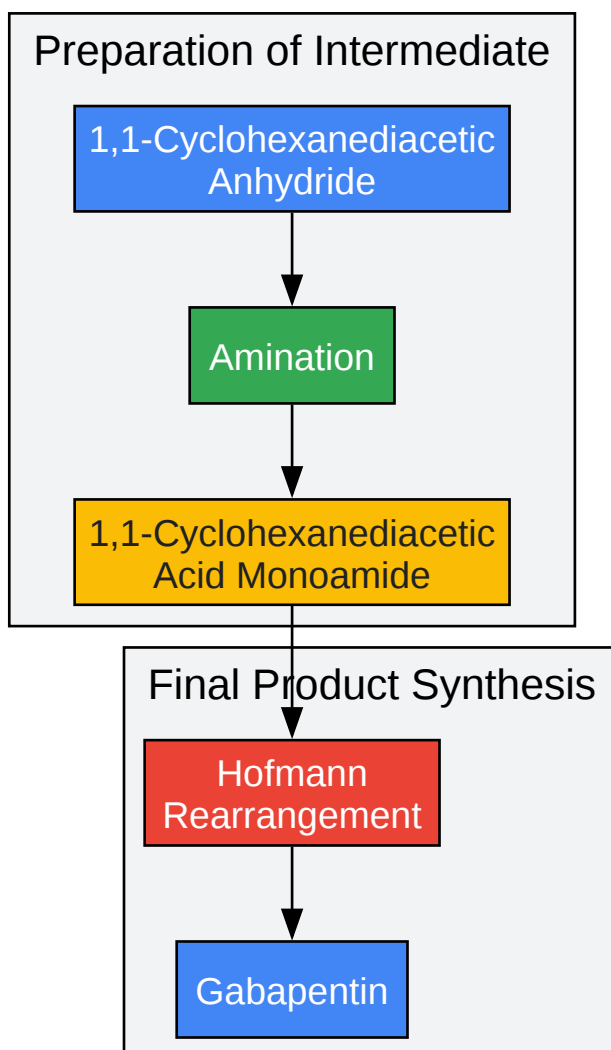 Preparation of Intermediate
1,1-Cyclohexanediacetic
Anhydride
Amination
1,1-Cyclohexanediacetic
Acid Monoamide
Final Product Synthesis
Hofmann
Rearrangement
Gabapentin